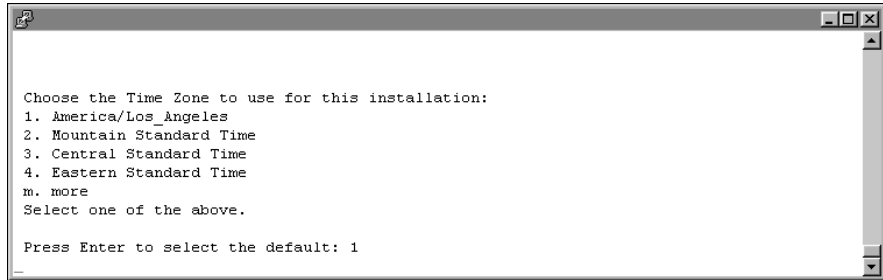 Choose the Time Zone to use for this installation:
1. America/Los_Angeles
2. Mountain Standard Time
3. Central Standard Time
4. Eastern Standard Time
m. more
Select one of the above.
Press Enter to select the default: 1